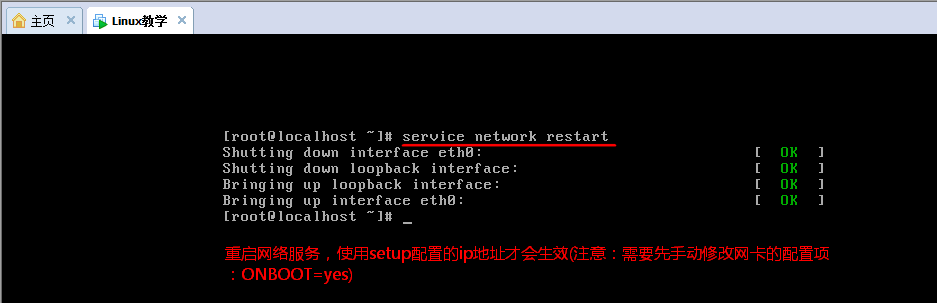 主页
Linux教学
[root@localhost ~]# service network restart
Shutting down interface eth0: [ OK ]
Shutting down loopback interface: [ OK ]
Bringing up loopback interface: [ OK ]
Bringing up interface eth0: [ OK ]
[root@localhost ~]# _
重启网络服务，使用setup配置的ip地址才会生效(注意：需要先手动修改网卡的配置项
：ONBOOT=yes)